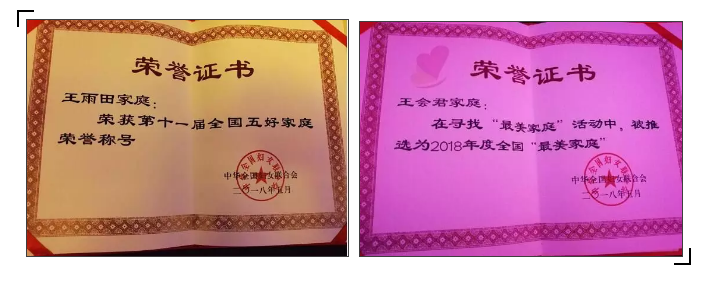 荣誉证书
王雨田家庭：
荣获第十一届全国五好家庭
荣誉称号
中华全国妇女联合会
二〇一八年五月
荣誉证书
王会君家庭：
在寻找“最美家庭”活动中，被推
选为2018年度全国“最美家庭”
中华全国妇女联合会
二〇一八年五月